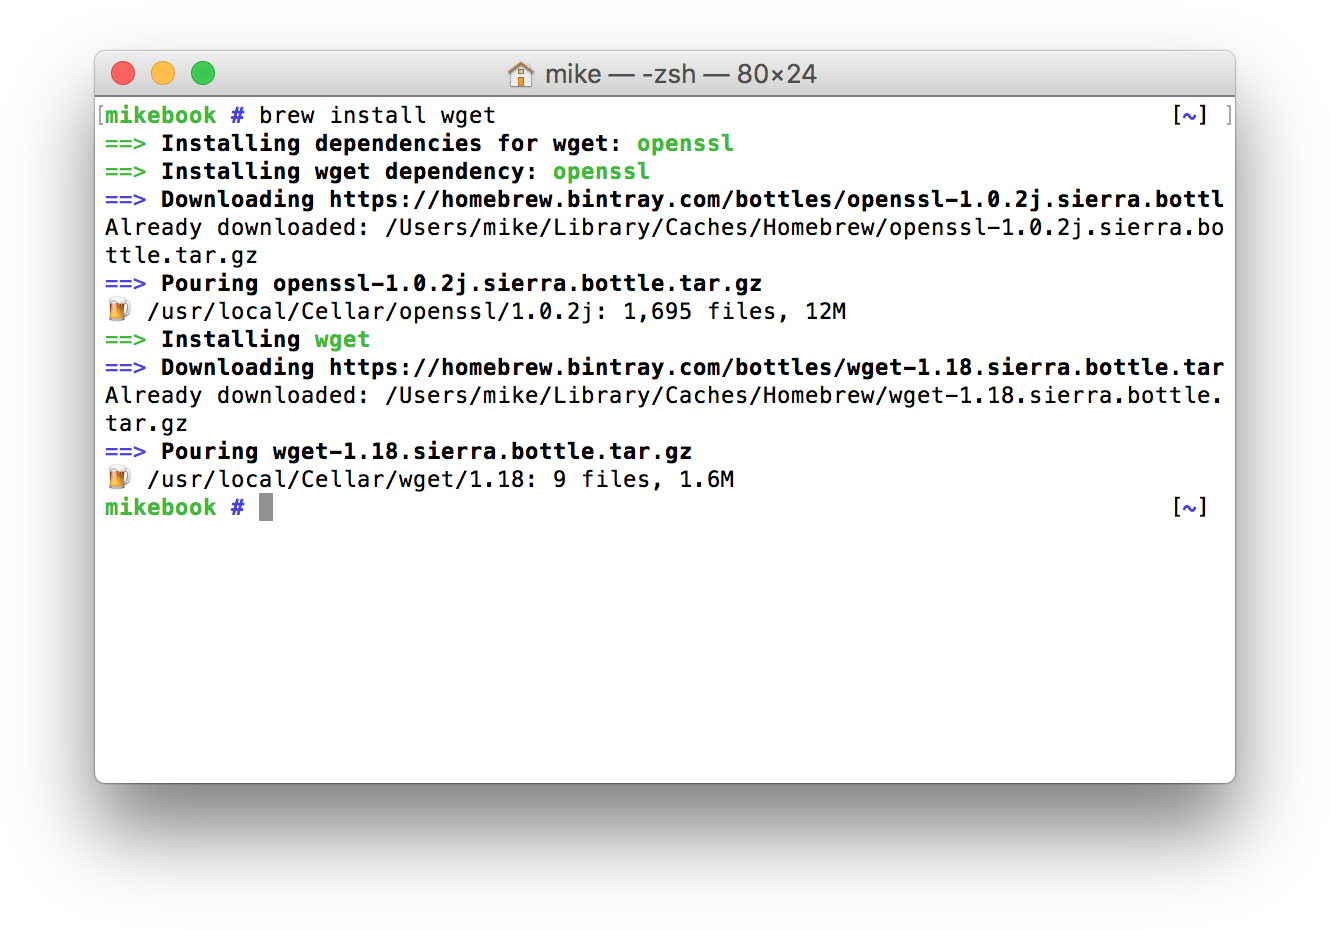 mike — -zsh — 80×24
mikebook # brew install wget [~]
==> Installing dependencies for wget: openssl
==> Installing wget dependency: openssl
==> Downloading https://homebrew.bintray.com/bottles/openssl-1.0.2j.sierra.bottl
Already downloaded: /Users/mike/Library/Caches/Homebrew/openssl-1.0.2j.sierra.bo
ttle.tar.gz
==> Pouring openssl-1.0.2j.sierra.bottle.tar.gz
🍺 /usr/local/Cellar/openssl/1.0.2j: 1,695 files, 12M
==> Installing wget
==> Downloading https://homebrew.bintray.com/bottles/wget-1.18.sierra.bottle.tar
Already downloaded: /Users/mike/Library/Caches/Homebrew/wget-1.18.sierra.bottle.
tar.gz
==> Pouring wget-1.18.sierra.bottle.tar.gz
🍺 /usr/local/Cellar/wget/1.18: 9 files, 1.6M
mikebook # [~]